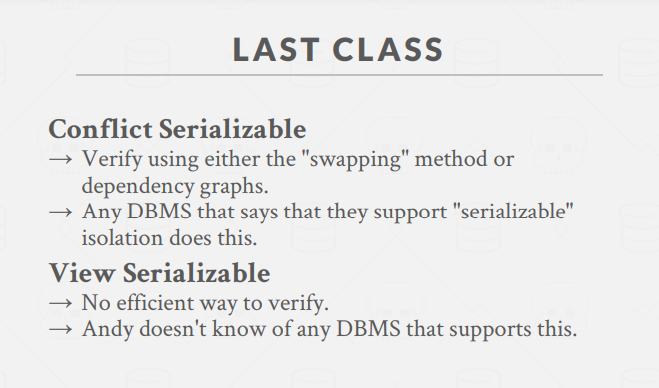 LAST CLASS
Conflict Serializable
→ Verify using either the "swapping" method or
dependency graphs.
→ Any DBMS that says that they support "serializable"
isolation does this.
View Serializable
→ No efficient way to verify.
→ Andy doesn't know of any DBMS that supports this.